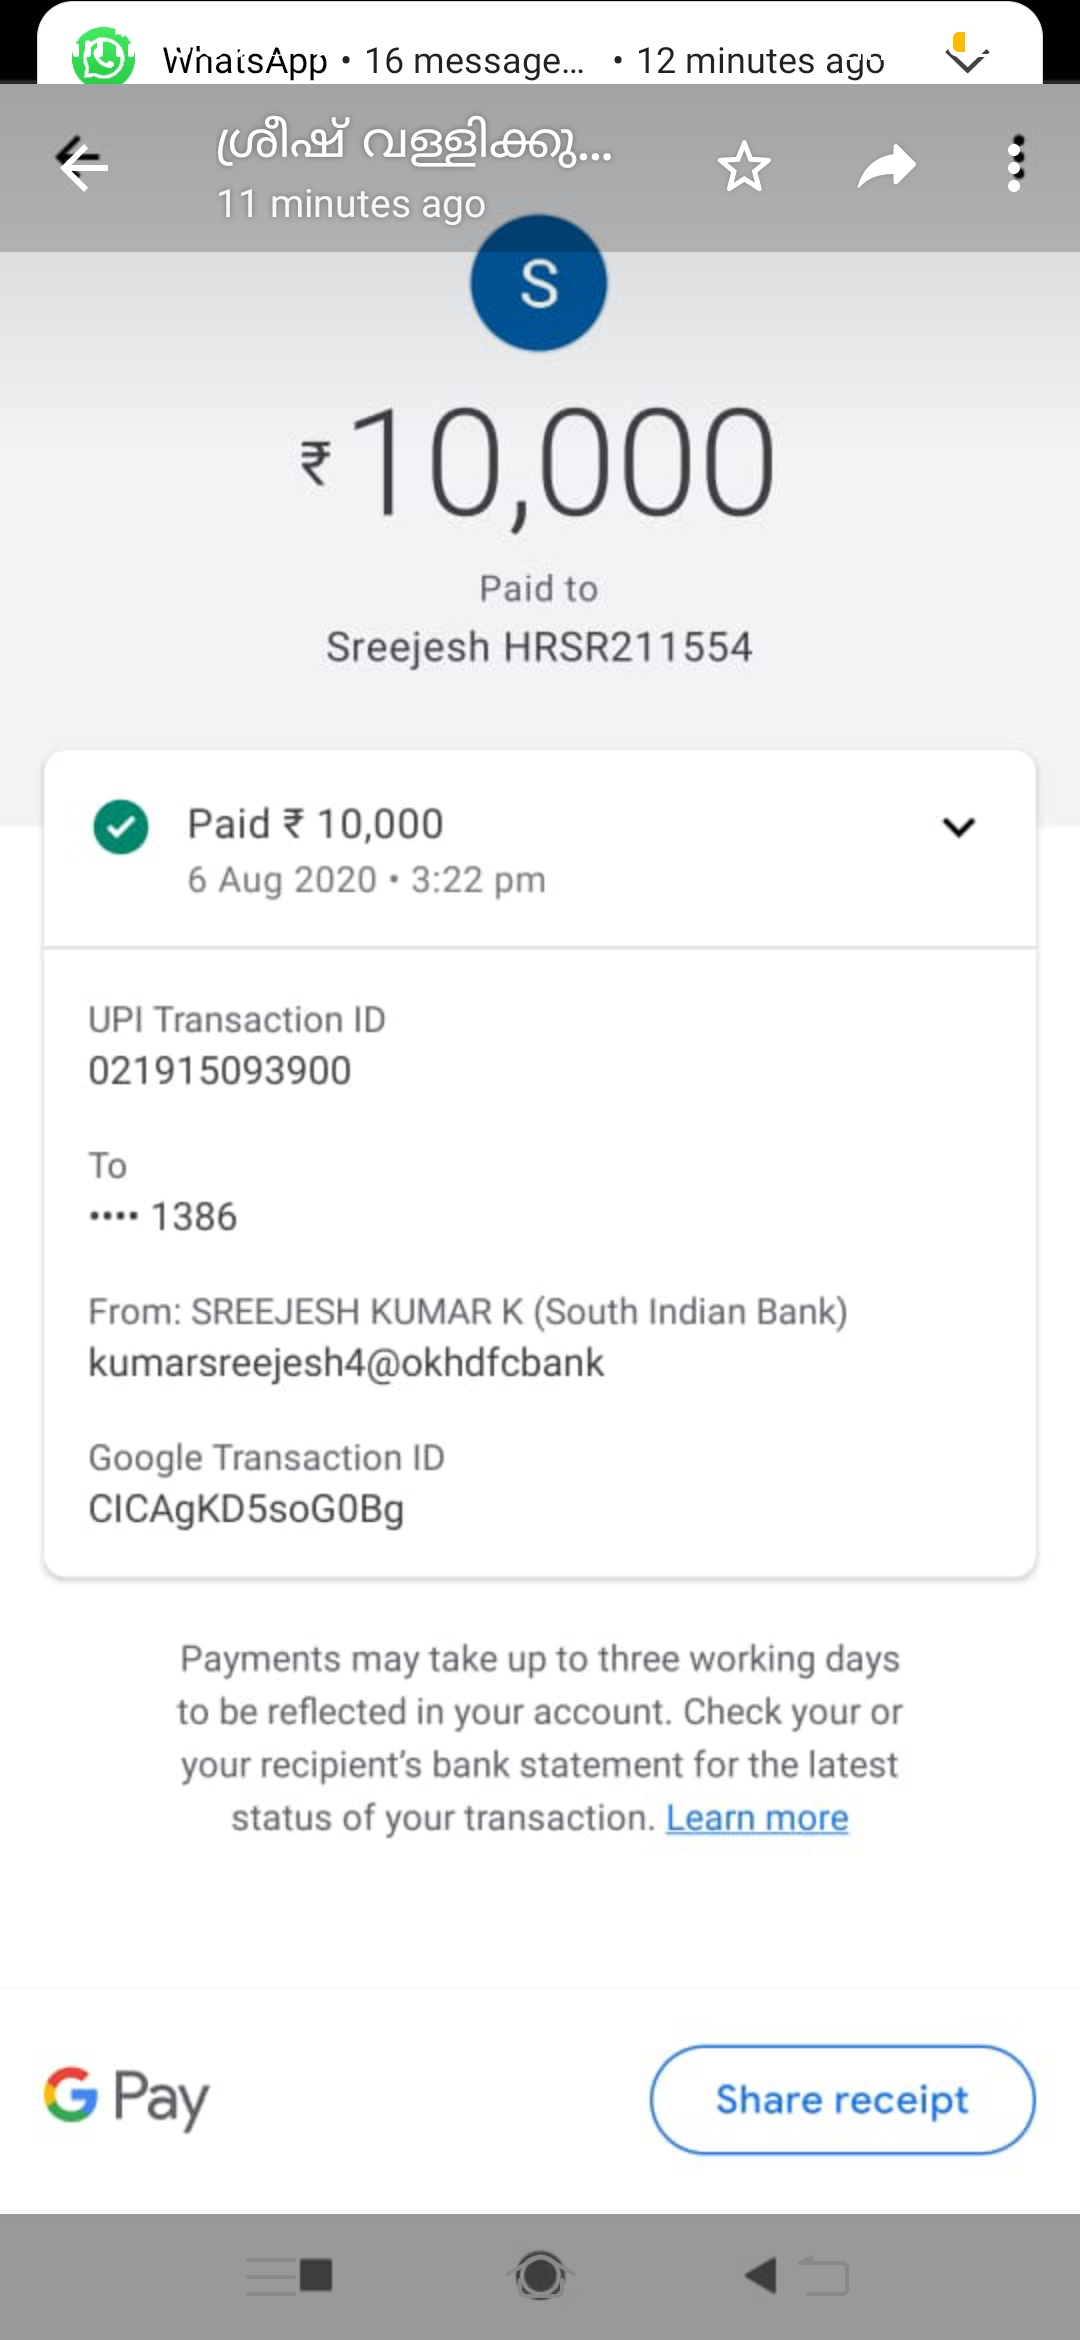 WhatsApp • 16 message... • 12 minutes ago
ശ്രീഷ് വള്ളിക്കു...
11 minutes ago
S
₹10,000
Paid to
Sreejesh HRSR211554
Paid ₹ 10,000
6 Aug 2020 • 3:22 pm
UPI Transaction ID
021915093900
To
•••• 1386
From: SREEJESH KUMAR K (South Indian Bank)
kumarsreejesh4@okhdfcbank
Google Transaction ID
CICAgKD5soG0Bg
Payments may take up to three working days
to be reflected in your account. Check your or
your recipient's bank statement for the latest
status of your transaction. Learn more
G Pay
Share receipt